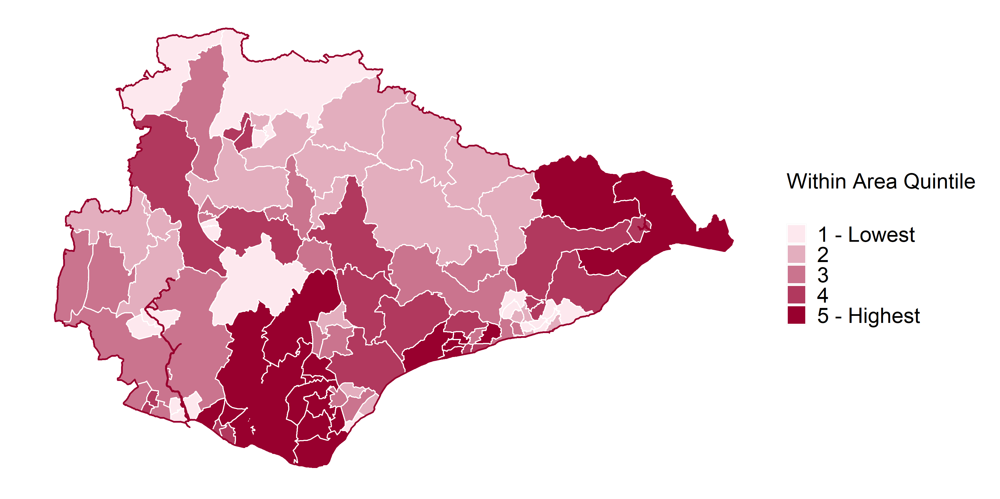 Within Area Quintile
1 - Lowest
2
3
4
5 - Highest